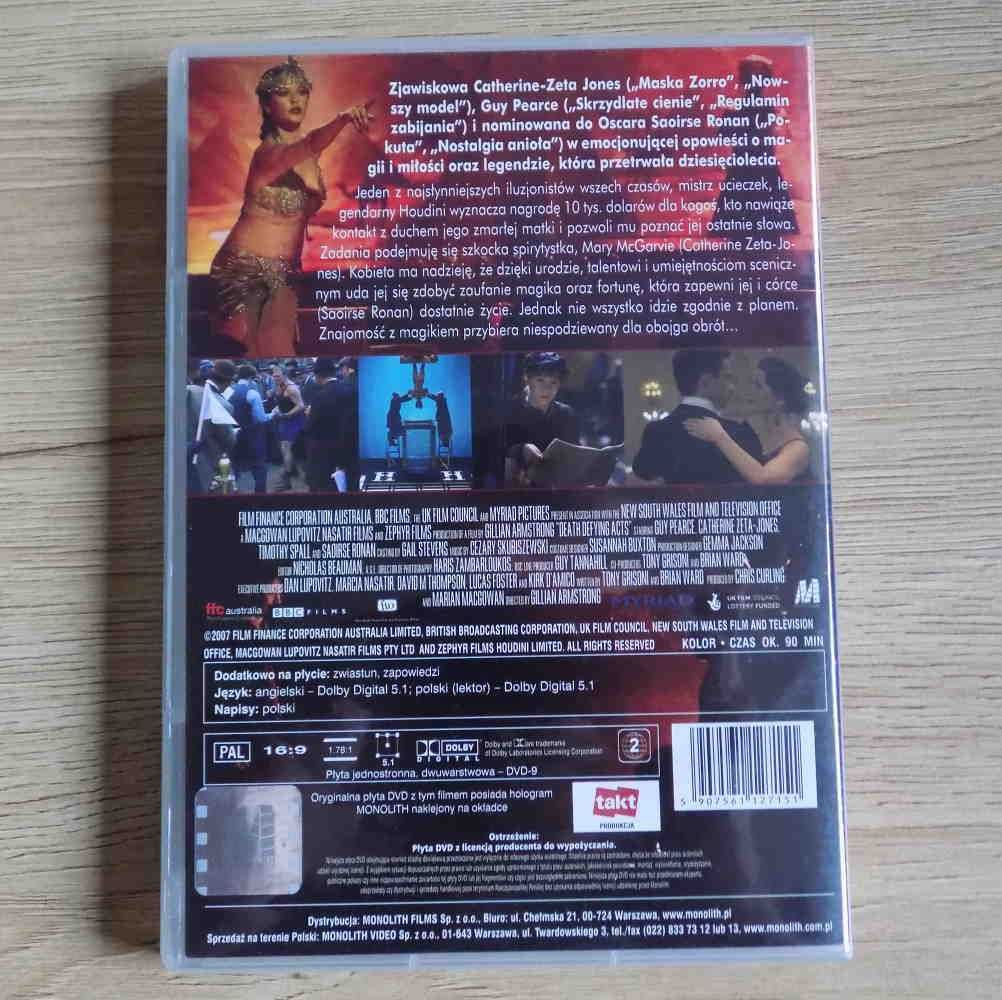 Zjawiskowa Catherine-Zeta Jones („Maska Zorro”, „Now-
szy model”), Guy Pearce („Skrzydlate cienie”, „Regulamin
zabijania”) i nominowana do Oscara Saoirse Ronan („Po-
kuta”, „Nostalgia anioła”) w emocjonującej opowieści o ma-
gii i miłości oraz legendzie, która przetrwała dziesięciolecia.
Jeden z najsłynniejszych iluzjonistów wszech czasów, mistrz ucieczek, le-
gendarny Houdini wyznacza nagrodę 10 tys. dolarów dla kogoś, kto nawiąże
kontakt z duchem jego zmarłej matki i pozwoli mu poznać jej ostatnie słowa.
Zadania podejmuję się szkocka spirytystka, Mary McGarvie (Catherine Zeta-Jo-
nes). Kobieta ma nadzieję, że dzięki urodzie, talentowi i umiejętnościom scenicz-
nym uda jej się zdobyć zaufanie magika oraz fortunę, która zapewni jej i córce
(Saoirse Ronan) dostatnie życie. Jednak nie wszystko idzie zgodnie z planem.
Znajomość z magikiem przybiera niespodziewany dla obojga obrót...
H H
FILM FINANCE CORPORATION AUSTRALIA, BBC FILMS, THE UK FILM COUNCIL AND MYRIAD PICTURES PRESENT IN ASSOCIATION WITH THE NEW SOUTH WALES FILM AND TELEVISION OFFICE
A MACGOWAN LUPOVITZ NASATIR FILMS AND ZEPHYR FILMS PRODUCTION OF A FILM BY GILLIAN ARMSTRONG "DEATH DEFYING ACTS" STARRING GUY PEARCE, CATHERINE ZETA-JONES,
TIMOTHY SPALL AND SAOIRSE RONAN CASTING BY GAIL STEVENS MUSIC BY CEZARY SKUBISZEWSKI COSTUME DESIGNER SUSANNAH BUXTON PRODUCTION DESIGNER GEMMA JACKSON
EDITOR NICHOLAS BEAUMAN, A.S.E. DIRECTOR OF PHOTOGRAPHY HARIS ZAMBARLOUKOS, BSC LINE PRODUCER GUY TANNAHILL CO-PRODUCERS TONY GRISONI AND BRIAN WARD
EXECUTIVE PRODUCERS DAN LUPOVITZ, MARCIA NASATIR, DAVID M THOMPSON, LUCAS FOSTER AND KIRK D'AMICO WRITTEN BY TONY GRISONI AND BRIAN WARD PRODUCED BY CHRIS CURLING
AND MARIAN MACGOWAN DIRECTED BY GILLIAN ARMSTRONG
ffc australia
BBC FILMS
MYRIAD
UK FILM COUNCIL
LOTTERY FUNDED
M
©2007 FILM FINANCE CORPORATION AUSTRALIA LIMITED, BRITISH BROADCASTING CORPORATION, UK FILM COUNCIL, NEW SOUTH WALES FILM AND TELEVISION
OFFICE, MACGOWAN LUPOVITZ NASATIR FILMS PTY LTD AND ZEPHYR FILMS HOUDINI LIMITED. ALL RIGHTS RESERVED KOLOR • CZAS OK. 90 MIN
Dodatkowo na płycie: zwiastun, zapowiedzi
Język: angielski – Dolby Digital 5.1; polski (lektor) – Dolby Digital 5.1
Napisy: polski
PAL 16:9 1.78:1 5.1 DOLBY DIGITAL
Dolby and are trademarks
of Dolby Laboratories Licensing Corporation
2
Płyta jednostronna, dwuwarstwowa – DVD-9
5 907561 127151
Oryginalna płyta DVD z tym filmem posiada hologram
MONOLITH naklejony na okładce
takt
PRODUKCJA
Ostrzeżenie:
Płyta DVD z licencją producenta do wypożyczania.
Dystrybucja: MONOLITH FILMS Sp. z o.o., Biuro: ul. Chełmska 21, 00-724 Warszawa, www.monolith.pl
Sprzedaż na terenie Polski: MONOLITH VIDEO Sp. z o.o., 01-643 Warszawa, ul. Twardowskiego 3, tel./fax (022) 833 73 12 lub 13, www.monolith.com.pl